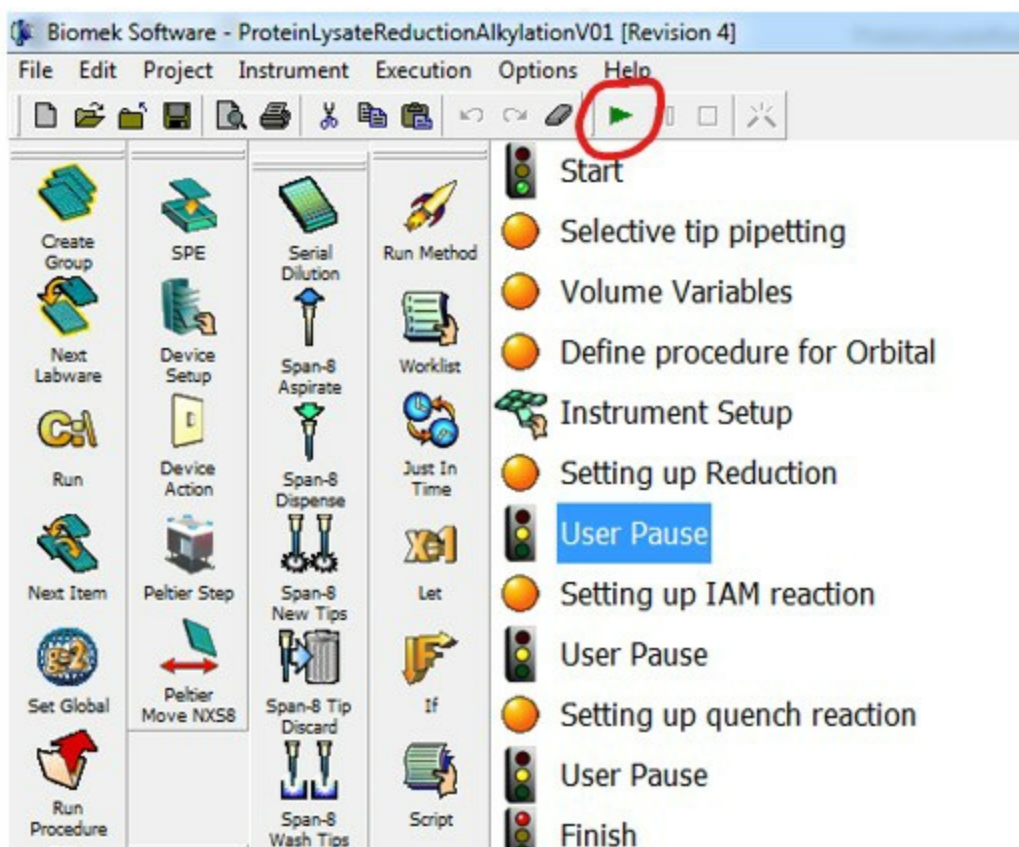 Biomek Software - ProteinLysateReductionAlkylationV01 [Revision 4]
File Edit Project Instrument Execution Options Help
Create
Group
Next
Labware
C:\
Run
Next Item
Set Global
Run
Procedure
SPE
Device
Setup
Device
Action
Peltier Step
Peltier
Move NXS8
Serial
Dilution
Span-8
Aspirate
Span-8
Dispense
Span-8
New Tips
Span-8 Tip
Discard
Span-8
Wash Tips
Run Method
Worklist
Just In
Time
X=1
Let
IF
If
Script
Start
Selective tip pipetting
Volume Variables
Define procedure for Orbital
Instrument Setup
Setting up Reduction
User Pause
Setting up IAM reaction
User Pause
Setting up quench reaction
User Pause
Finish